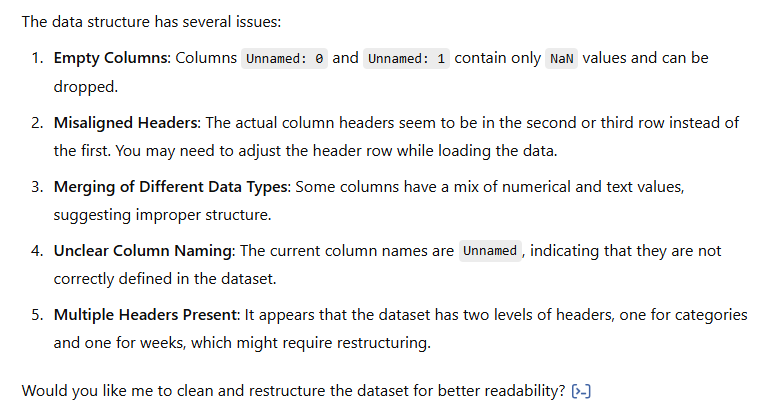 The data structure has several issues:
1. Empty Columns: Columns Unnamed: 0 and Unnamed: 1 contain only NaN values and can be
dropped.
2. Misaligned Headers: The actual column headers seem to be in the second or third row instead of
the first. You may need to adjust the header row while loading the data.
3. Merging of Different Data Types: Some columns have a mix of numerical and text values,
suggesting improper structure.
4. Unclear Column Naming: The current column names are Unnamed, indicating that they are not
correctly defined in the dataset.
5. Multiple Headers Present: It appears that the dataset has two levels of headers, one for categories
and one for weeks, which might require restructuring.
Would you like me to clean and restructure the dataset for better readability? [>-]